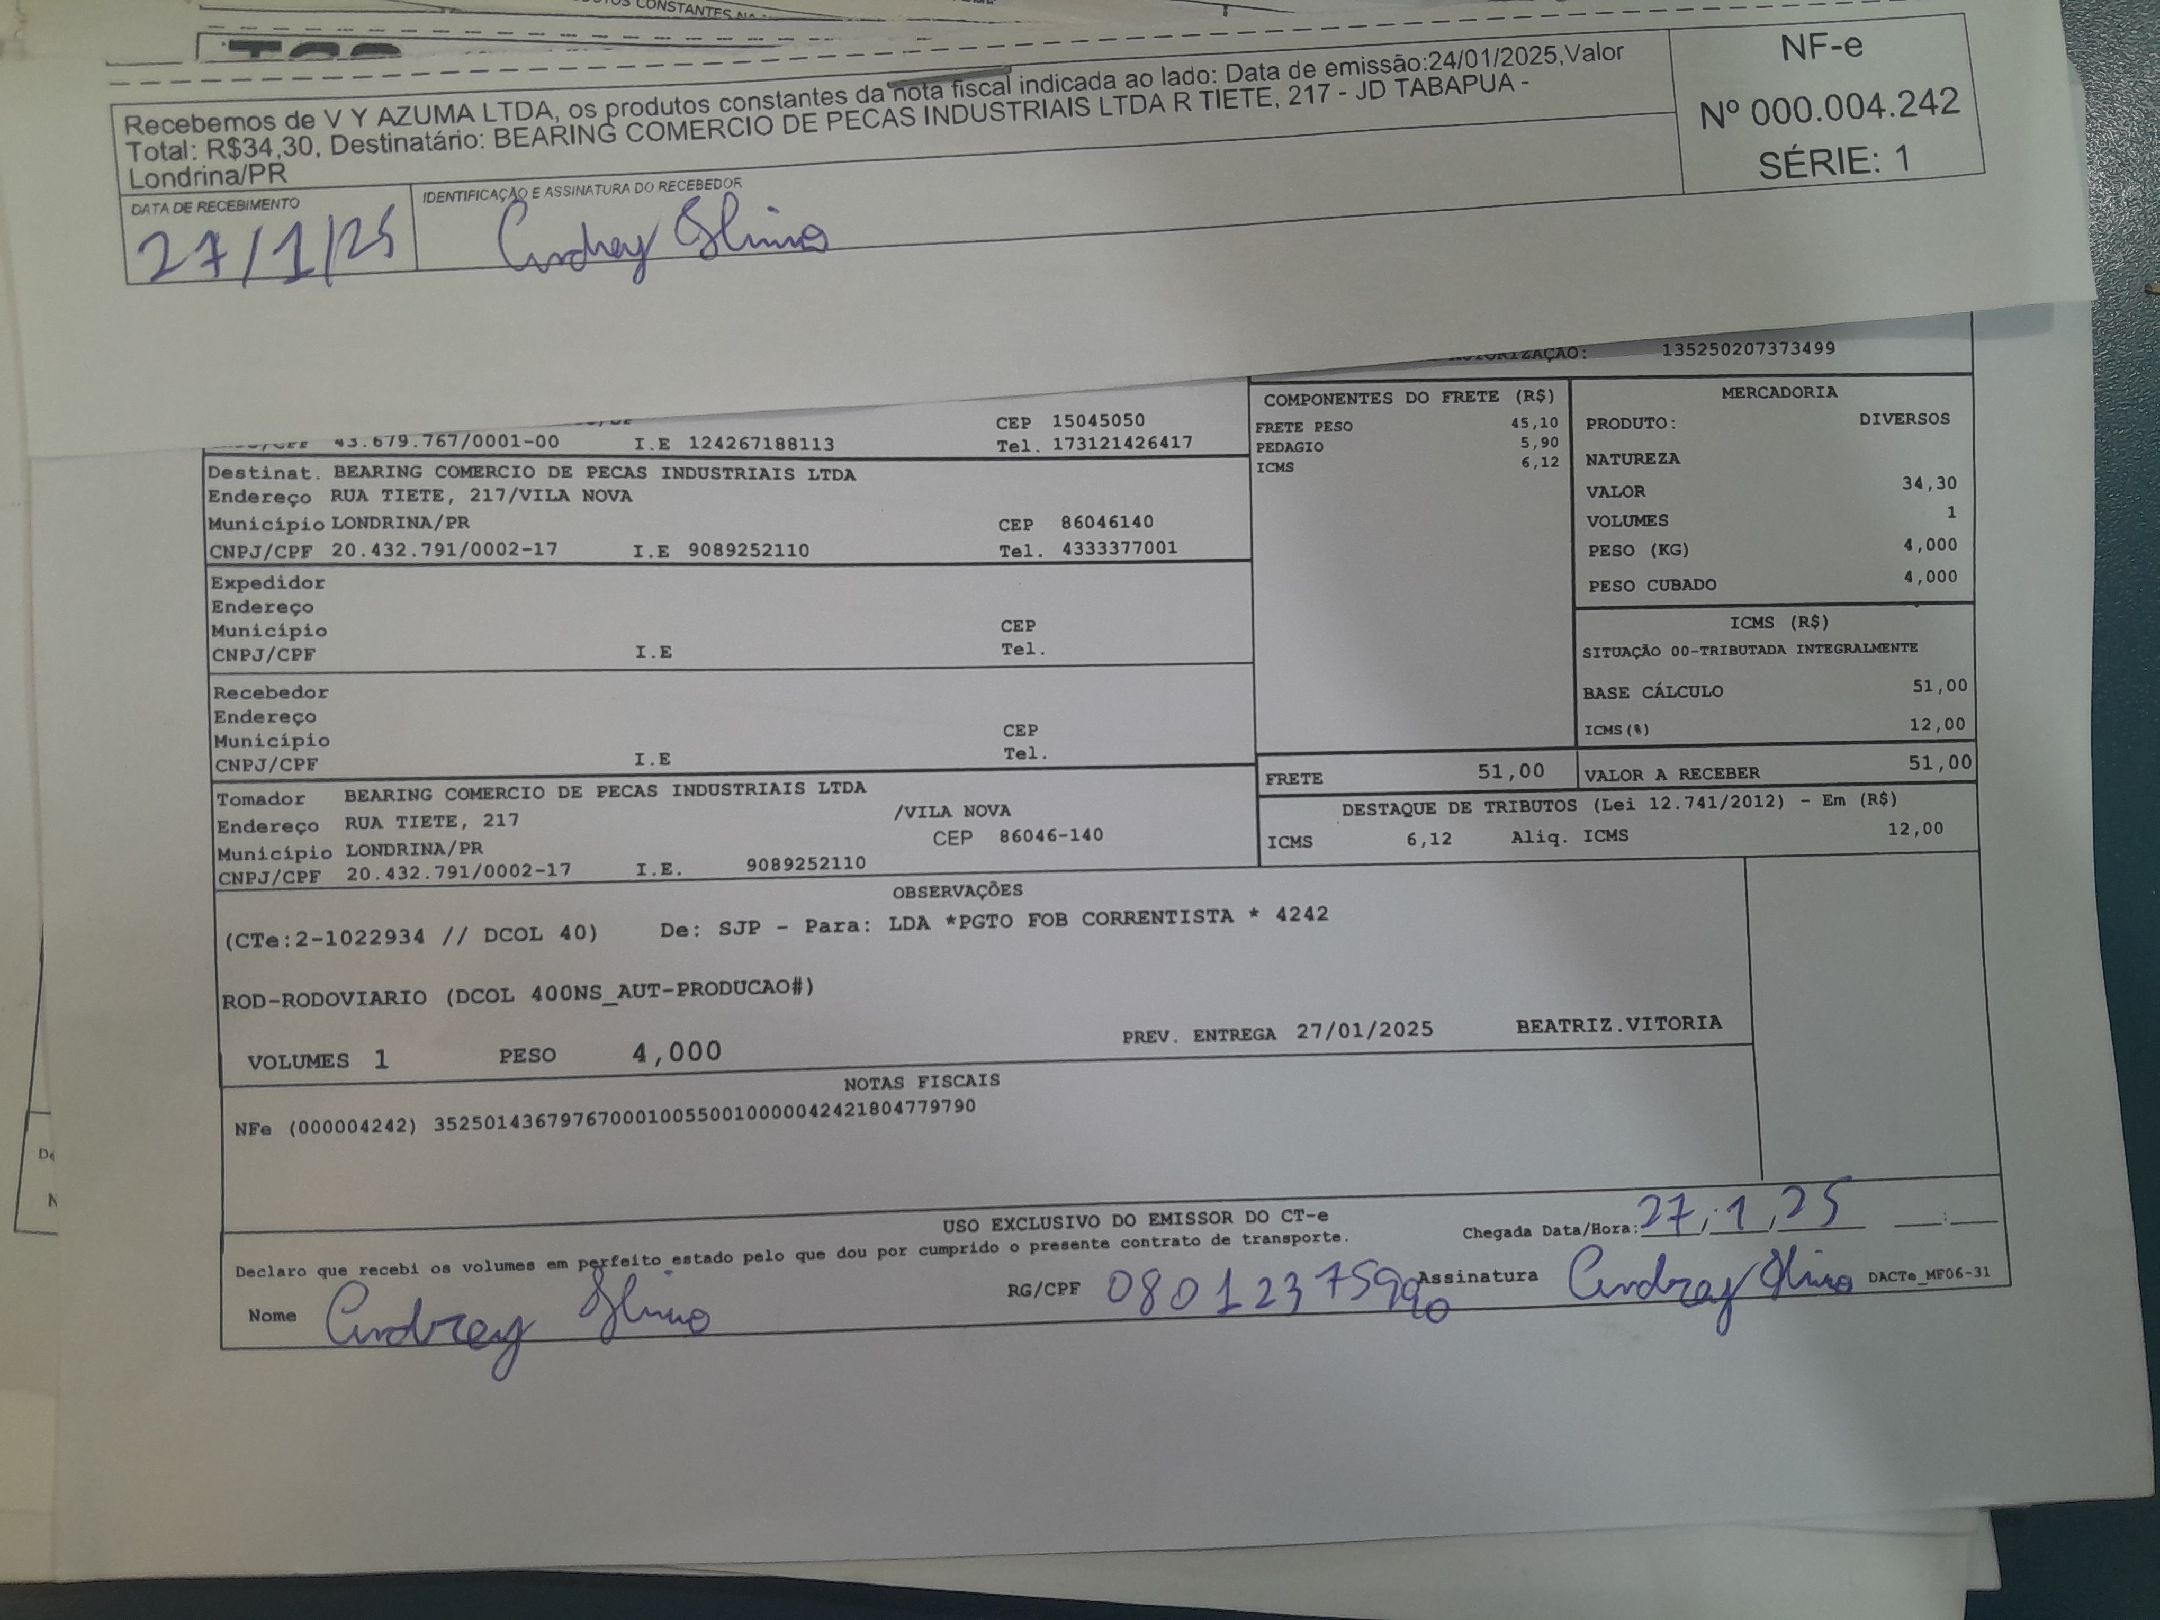 CONSTANTES NA
Recebemos de V Y AZUMA LTDA, os produtos constantes da nota fiscal indicada ao lado: Data de emissão:24/01/2025,Valor
Total: R$34,30, Destinatário: BEARING COMERCIO DE PECAS INDUSTRIAIS LTDA R TIETE, 217 - JD TABAPUA -
Londrina/PR
NF-e
Nº 000.004.242
SÉRIE: 1
DATA DE RECEBIMENTO
27/1/25
IDENTIFICAÇÃO E ASSINATURA DO RECEBEDOR
135250207373499
CEP 15045050
43.679.767/0001-00 I.E 124267188113 Tel. 173121426417
Destinat. BEARING COMERCIO DE PECAS INDUSTRIAIS LTDA
Endereço RUA TIETE, 217/VILA NOVA
Município LONDRINA/PR CEP 86046140
CNPJ/CPF 20.432.791/0002-17 I.E 9089252110 Tel. 4333377001
Expedidor
Endereço
Município CEP
CNPJ/CPF I.E Tel.
Recebedor
Endereço
Município CEP
CNPJ/CPF I.E Tel.
Tomador BEARING COMERCIO DE PECAS INDUSTRIAIS LTDA
Endereço RUA TIETE, 217 /VILA NOVA
Município LONDRINA/PR CEP 86046-140
CNPJ/CPF 20.432.791/0002-17 I.E. 9089252110
COMPONENTES DO FRETE (R$)
FRETE PESO 45,10
PEDAGIO 5,90
ICMS 6,12
MERCADORIA
PRODUTO: DIVERSOS
NATUREZA
VALOR 34,30
VOLUMES 1
PESO (KG) 4,000
PESO CUBADO 4,000
ICMS (R$)
SITUAÇÃO 00-TRIBUTADA INTEGRALMENTE
BASE CÁLCULO 51,00
ICMS(%) 12,00
FRETE 51,00 VALOR A RECEBER 51,00
DESTAQUE DE TRIBUTOS (Lei 12.741/2012) - Em (R$)
ICMS 6,12 Aliq. ICMS 12,00
OBSERVAÇÕES
(CTe:2-1022934 // DCOL 40) De: SJP - Para: LDA *PGTO FOB CORRENTISTA * 4242
ROD-RODOVIARIO (DCOL 400NS_AUT-PRODUCAO#)
VOLUMES 1 PESO 4,000 PREV. ENTREGA 27/01/2025 BEATRIZ.VITORIA
NOTAS FISCAIS
NFe (000004242) 35250143679767000100550010000042421804779790
USO EXCLUSIVO DO EMISSOR DO CT-e
Declaro que recebi os volumes em perfeito estado pelo que dou por cumprido o presente contrato de transporte.
Chegada Data/Hora: 27/1/25 __:__
Nome
RG/CPF
Assinatura
DACTe_MF06-31